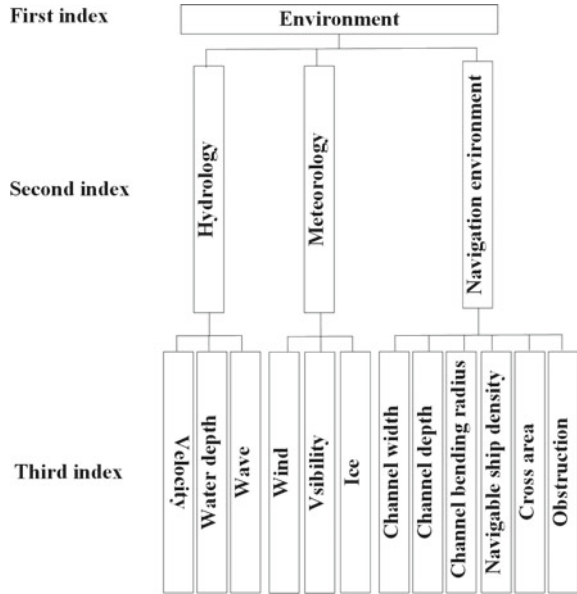 First index
Environment
Second index
Hydrology
Meteorology
Navigation environment
Third index
Velocity
Water depth
Wave
Wind
Vsibility
Ice
Channel width
Channel depth
Channel bending radius
Navigable ship density
Cross area
Obstruction